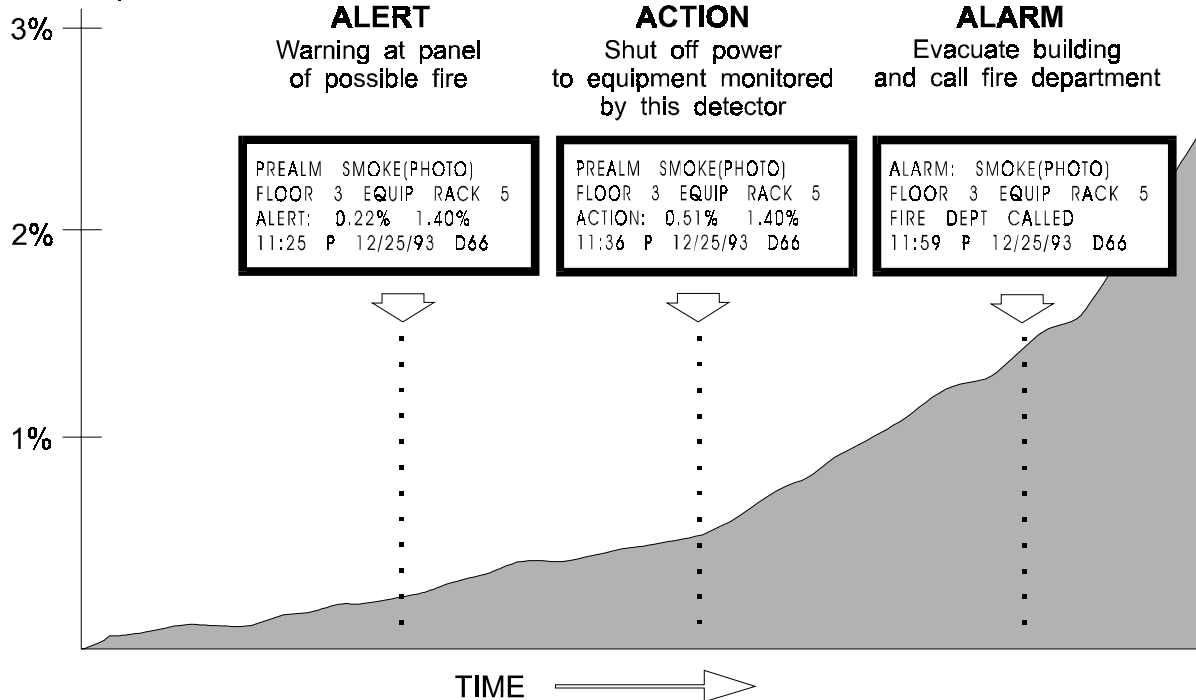 3%
2%
1%
ALERT
Warning at panel
of possible fire
PREALM SMOKE(PHOTO)
FLOOR 3 EQUIP RACK 5
ALERT: 0.22% 1.40%
11:25 P 12/25/93 D66
ACTION
Shut off power
to equipment monitored
by this detector
PREALM SMOKE(PHOTO)
FLOOR 3 EQUIP RACK 5
ACTION: 0.51% 1.40%
11:36 P 12/25/93 D66
ALARM
Evacuate building
and call fire department
ALARM: SMOKE(PHOTO)
FLOOR 3 EQUIP RACK 5
FIRE DEPT CALLED
11:59 P 12/25/93 D66
TIME